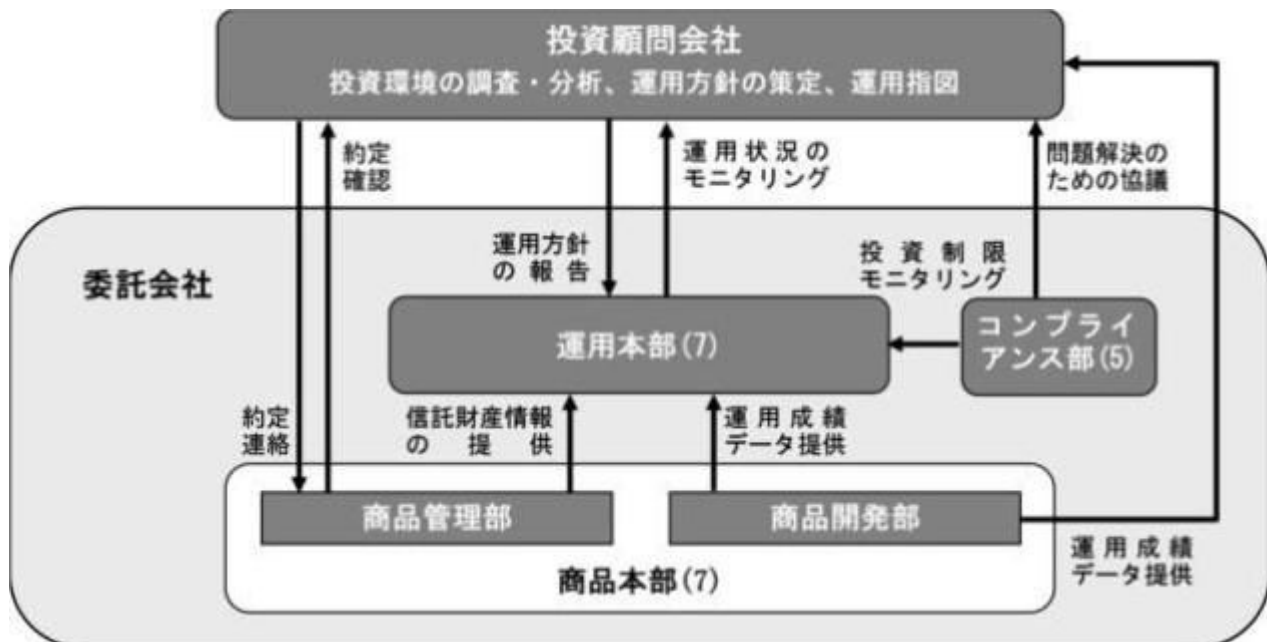 投資顧問会社
投資環境の調査・分析、運用方針の策定、運用指図
約定
確認
運用状況の
モニタリング
問題解決の
ための協議
運用方針
の報告
投資制限
モニタリング
委託会社
運用本部(7)
コンプライ
アンス部(5)
約定
連絡
信託財産情報
の提供
運用成績
データ提供
商品管理部
商品開発部
運用成績
データ提供
商品本部(7)